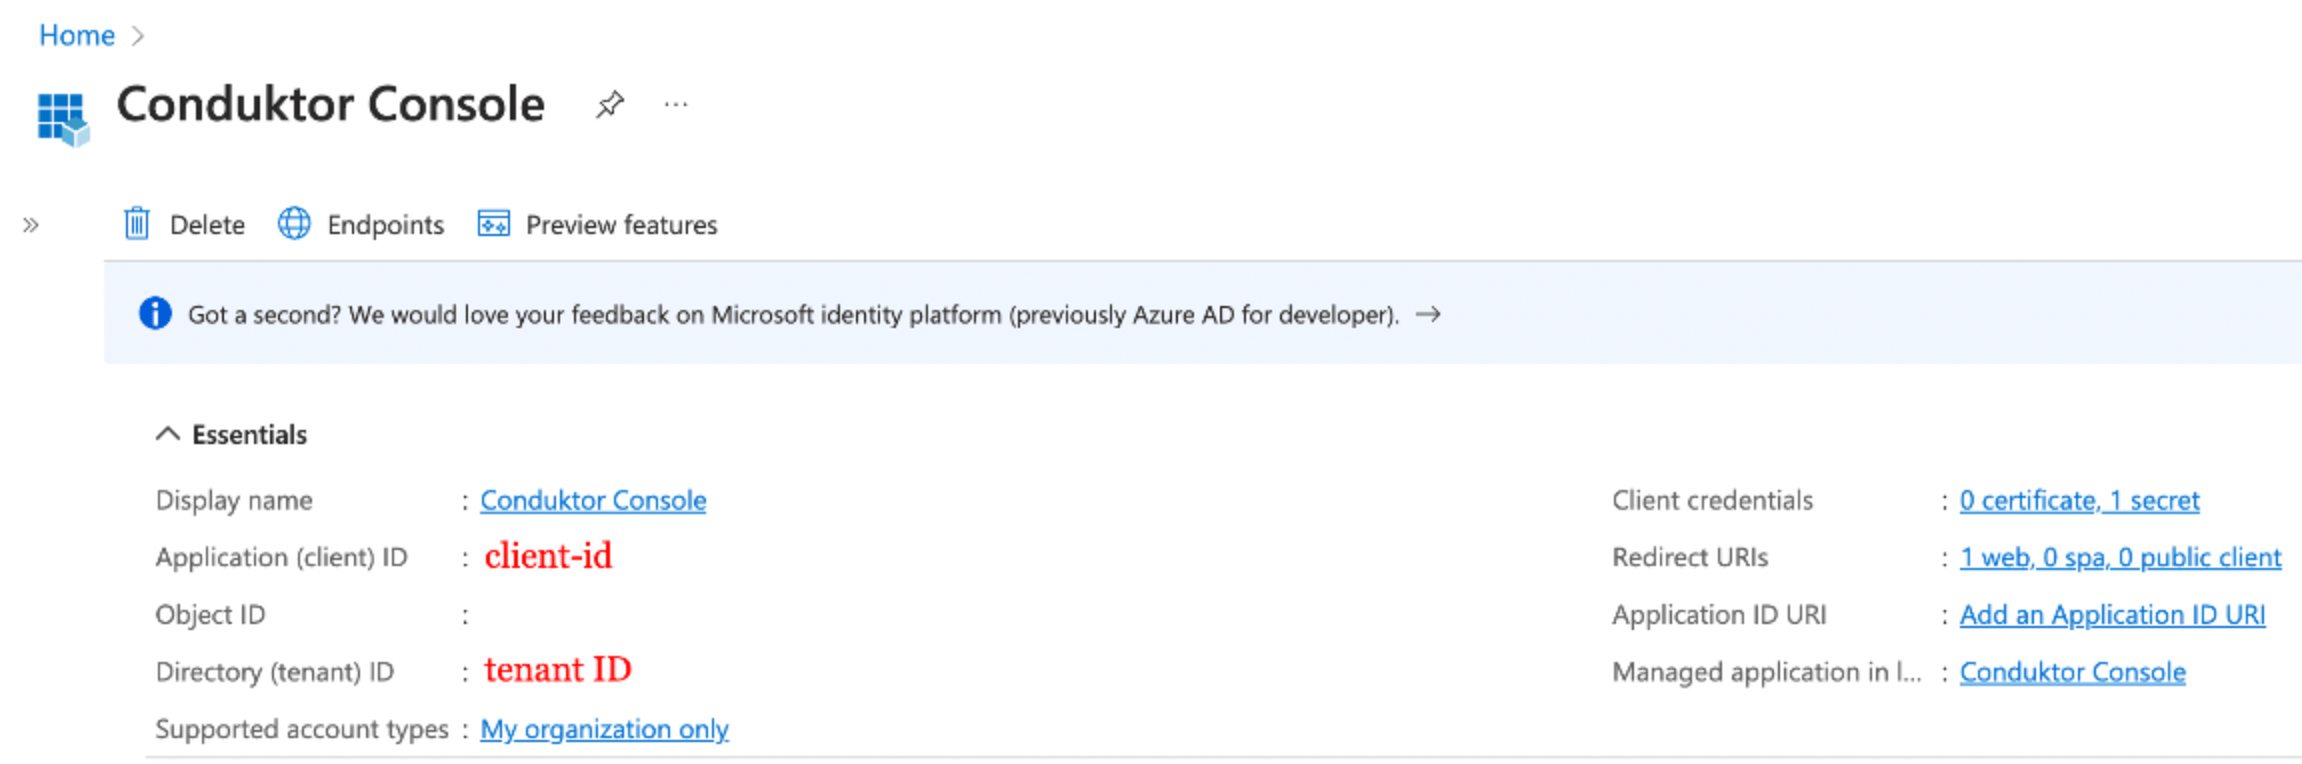 Home
Conduktor Console
Delete Endpoints Preview features
Got a second? We would love your feedback on Microsoft identity platform (previously Azure AD for developer).
Essentials
Display name : Conduktor Console
Application (client) ID : client-id
Object ID :
Directory (tenant) ID : tenant ID
Supported account types : My organization only
Client credentials : 0 certificate, 1 secret
Redirect URIs : 1 web, 0 spa, 0 public client
Application ID URI : Add an Application ID URI
Managed application in l... : Conduktor Console